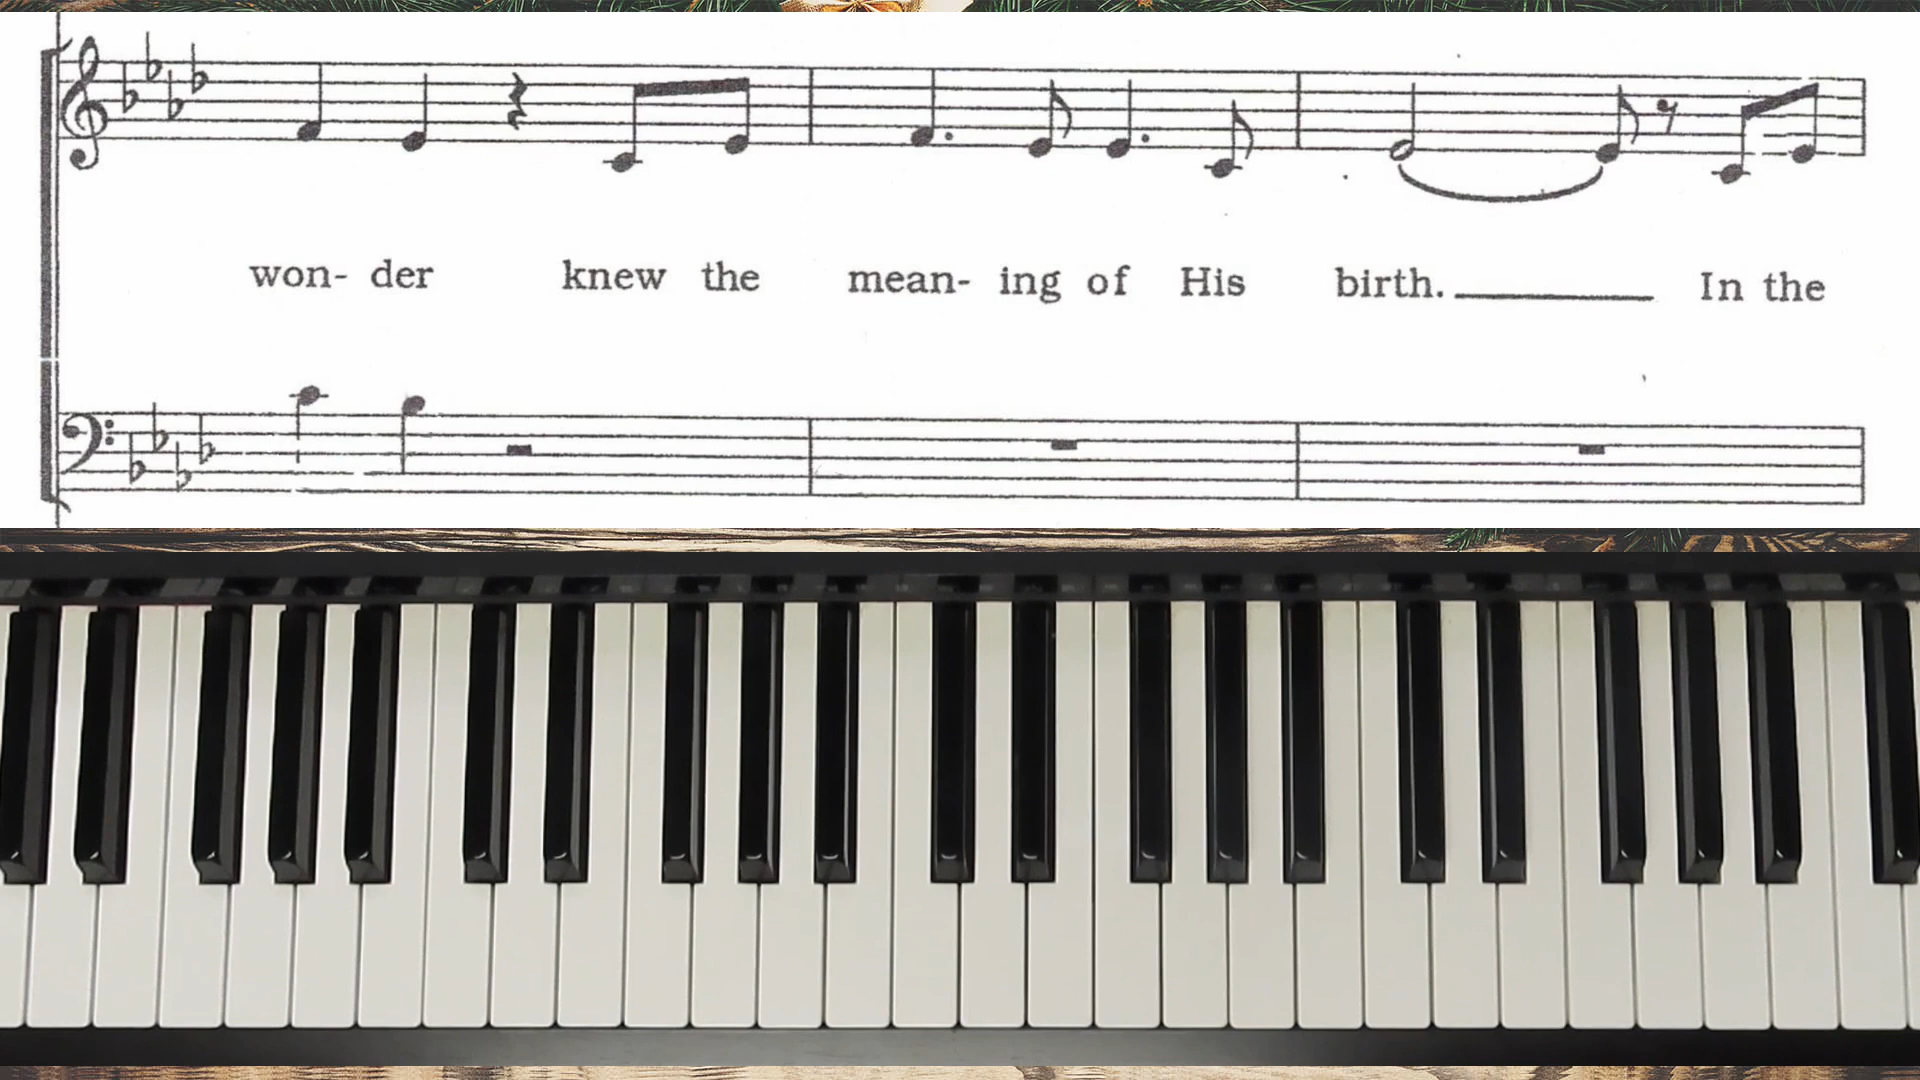 won- der knew the mean- ing of His birth. In the